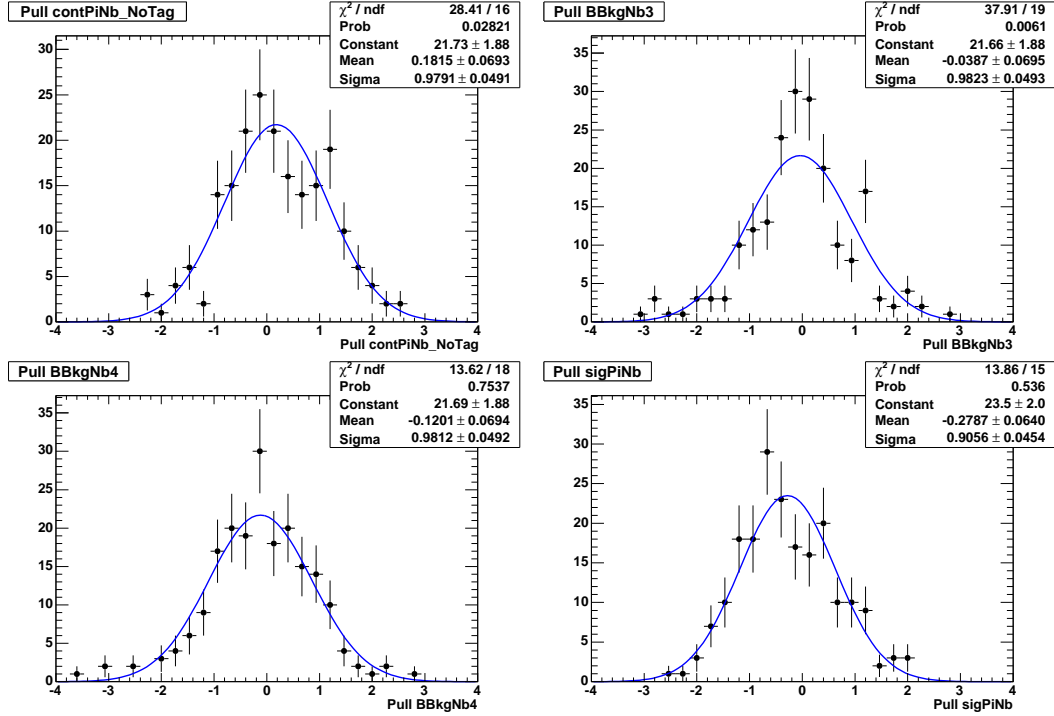 Pull contPiNb_NoTag
χ² / ndf 28.41 / 16
Prob 0.02821
Constant 21.73 ± 1.88
Mean 0.1815 ± 0.0693
Sigma 0.9791 ± 0.0491
30
25
20
15
10
5
0
-4 -3 -2 -1 0 1 2 3 4
Pull contPiNb_NoTag
Pull BBkgNb3
χ² / ndf 37.91 / 19
Prob 0.0061
Constant 21.66 ± 1.88
Mean -0.0387 ± 0.0695
Sigma 0.9823 ± 0.0493
35
30
25
20
15
10
5
0
-4 -3 -2 -1 0 1 2 3 4
Pull BBkgNb3
Pull BBkgNb4
χ² / ndf 13.62 / 18
Prob 0.7537
Constant 21.69 ± 1.88
Mean -0.1201 ± 0.0694
Sigma 0.9812 ± 0.0492
35
30
25
20
15
10
5
0
-4 -3 -2 -1 0 1 2 3 4
Pull BBkgNb4
Pull sigPiNb
χ² / ndf 13.86 / 15
Prob 0.536
Constant 23.5 ± 2.0
Mean -0.2787 ± 0.0640
Sigma 0.9056 ± 0.0454
35
30
25
20
15
10
5
0
-4 -3 -2 -1 0 1 2 3 4
Pull sigPiNb